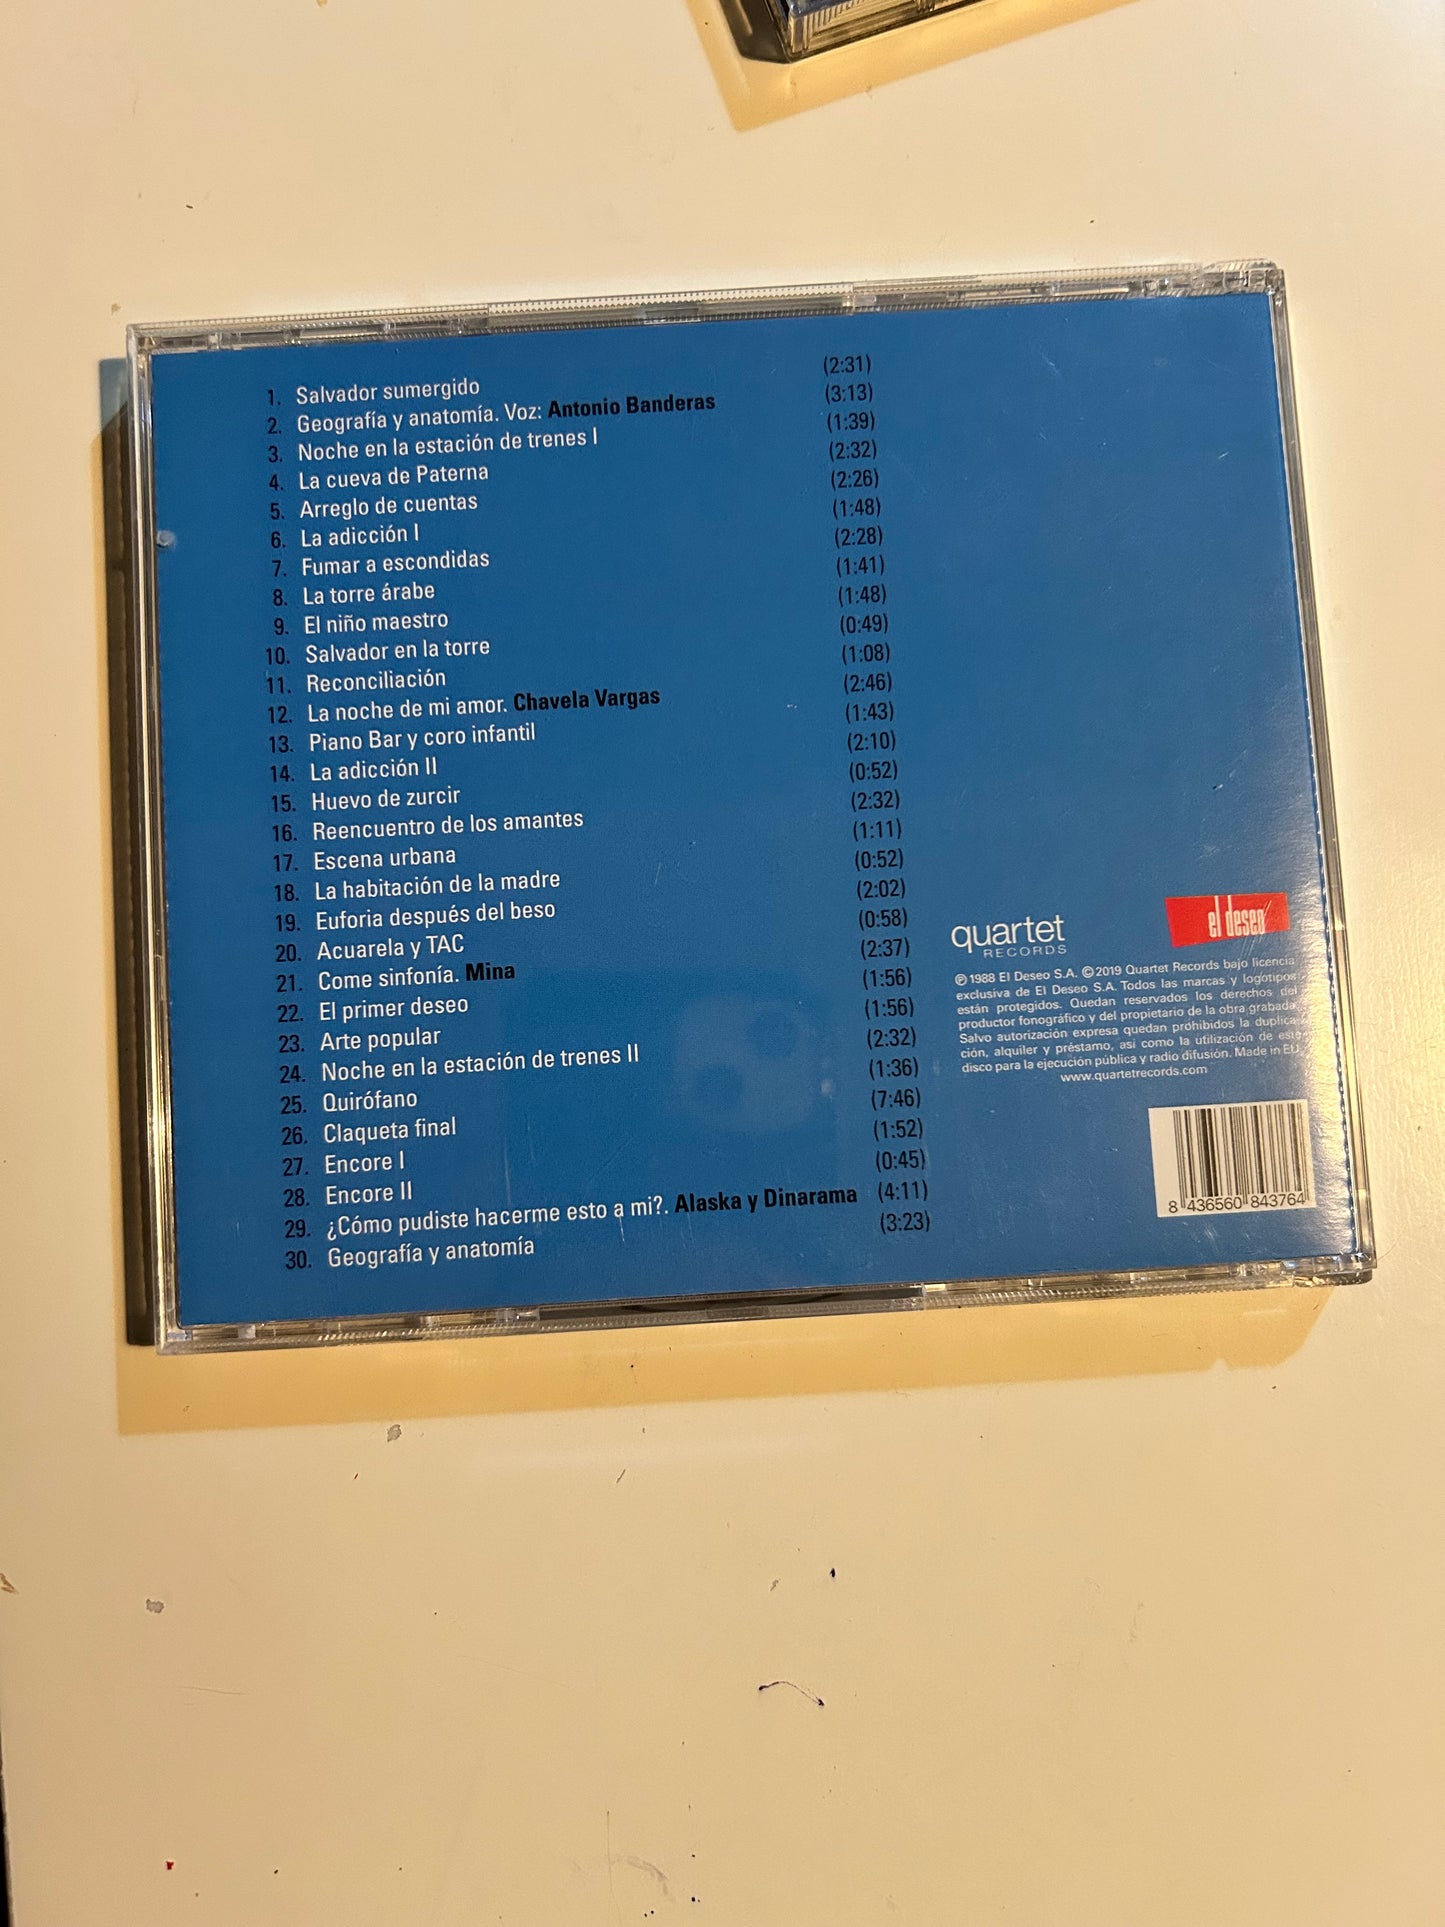 1. Salvador sumergido (2:31)
2. Geografía y anatomía. Voz: Antonio Banderas (3:13)
3. Noche en la estación de trenes I (1:39)
4. La cueva de Paterna (2:32)
5. Arreglo de cuentas (2:26)
6. La adicción I (1:48)
7. Fumar a escondidas (2:28)
8. La torre árabe (1:41)
9. El niño maestro (1:48)
10. Salvador en la torre (0:49)
11. Reconciliación (1:08)
12. La noche de mi amor. Chavela Vargas (2:46)
13. Piano Bar y coro infantil (1:43)
14. La adicción II (2:10)
15. Huevo de zurcir (0:52)
16. Reencuentro de los amantes (2:32)
17. Escena urbana (1:11)
18. La habitación de la madre (0:52)
19. Euforia después del beso (2:02)
20. Acuarela y TAC (0:58)
21. Come sinfonía. Mina (2:37)
22. El primer deseo (1:56)
23. Arte popular (1:56)
24. Noche en la estación de trenes II (2:32)
25. Quirófano (1:36)
26. Claqueta final (7:46)
27. Encore I (1:52)
28. Encore II (0:45)
29. ¿Cómo pudiste hacerme esto a mi?. Alaska y Dinarama (4:11)
30. Geografía y anatomía (3:23)
quartet
RECORDS
el deseo
℗ 1988 El Deseo S.A. © 2019 Quartet Records bajo licencia
exclusiva de El Deseo S.A. Todos las marcas y logotipos
están protegidos. Quedan reservados los derechos del
productor fonográfico y del propietario de la obra grabada.
Salvo autorización expresa quedan prohibidos la duplica-
ción, alquiler y préstamo, así como la utilización de este
disco para la ejecución pública y radio difusión. Made in EU.
www.quartetrecords.com
8 436560 843764